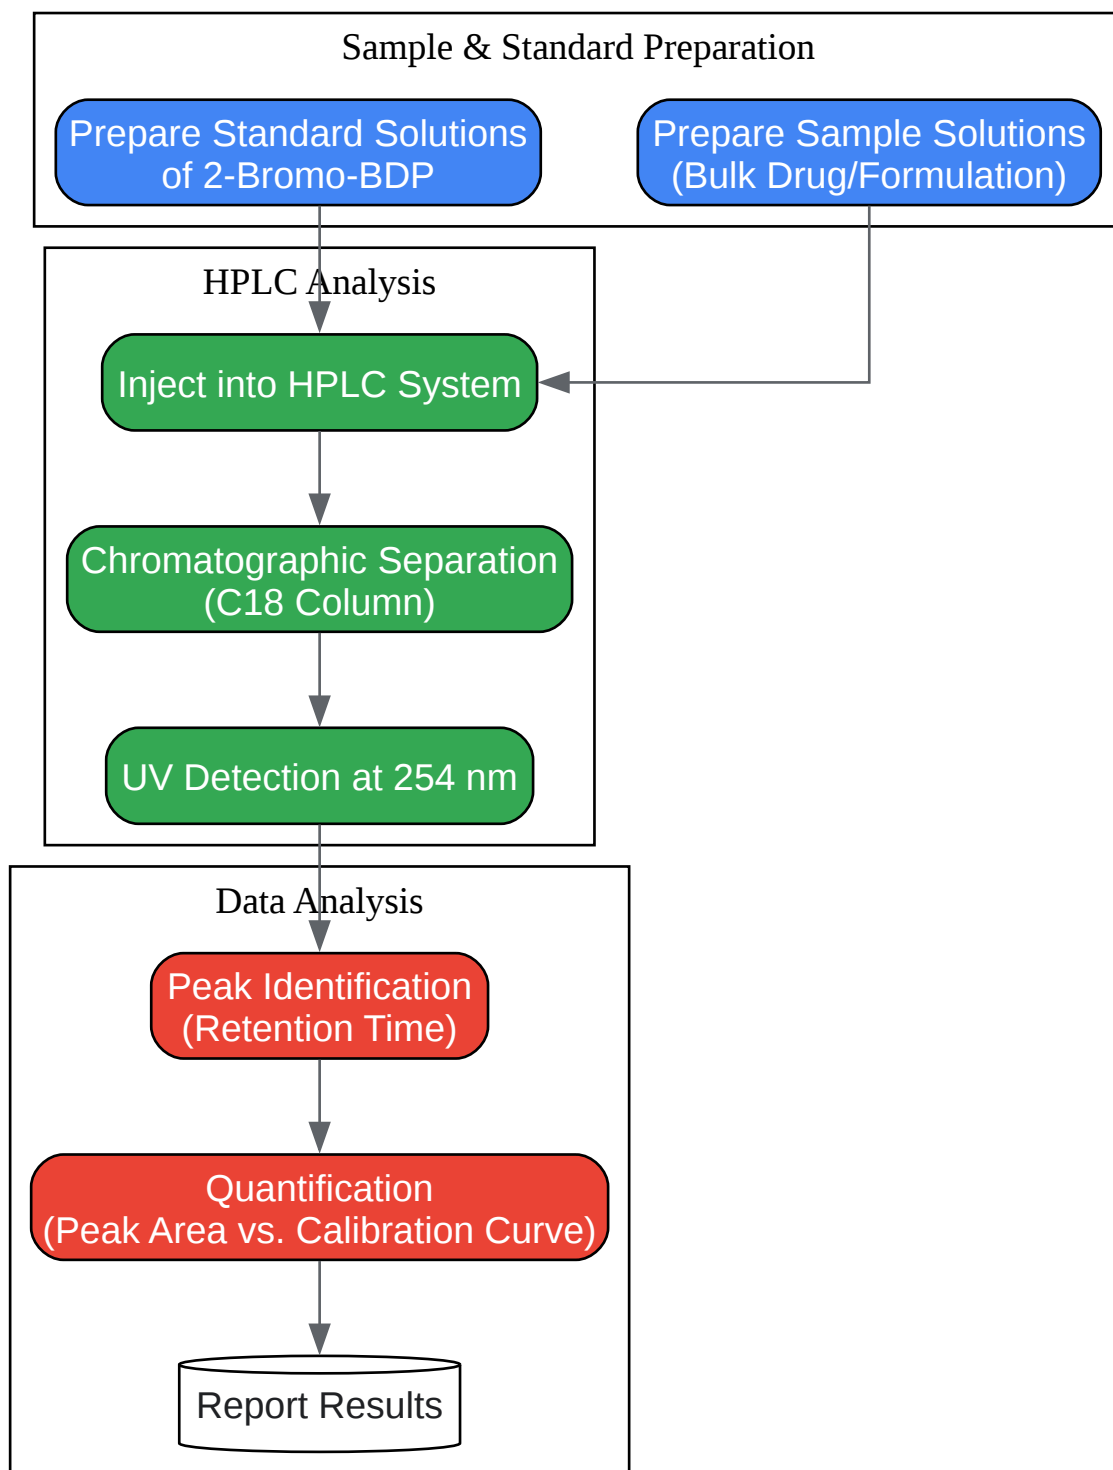 Sample & Standard Preparation
Prepare Standard Solutions
of 2-Bromo-BDP
Prepare Sample Solutions
(Bulk Drug/Formulation)
HPLC Analysis
Inject into HPLC System
Chromatographic Separation
(C18 Column)
UV Detection at 254 nm
Data Analysis
Peak Identification
(Retention Time)
Quantification
(Peak Area vs. Calibration Curve)
Report Results